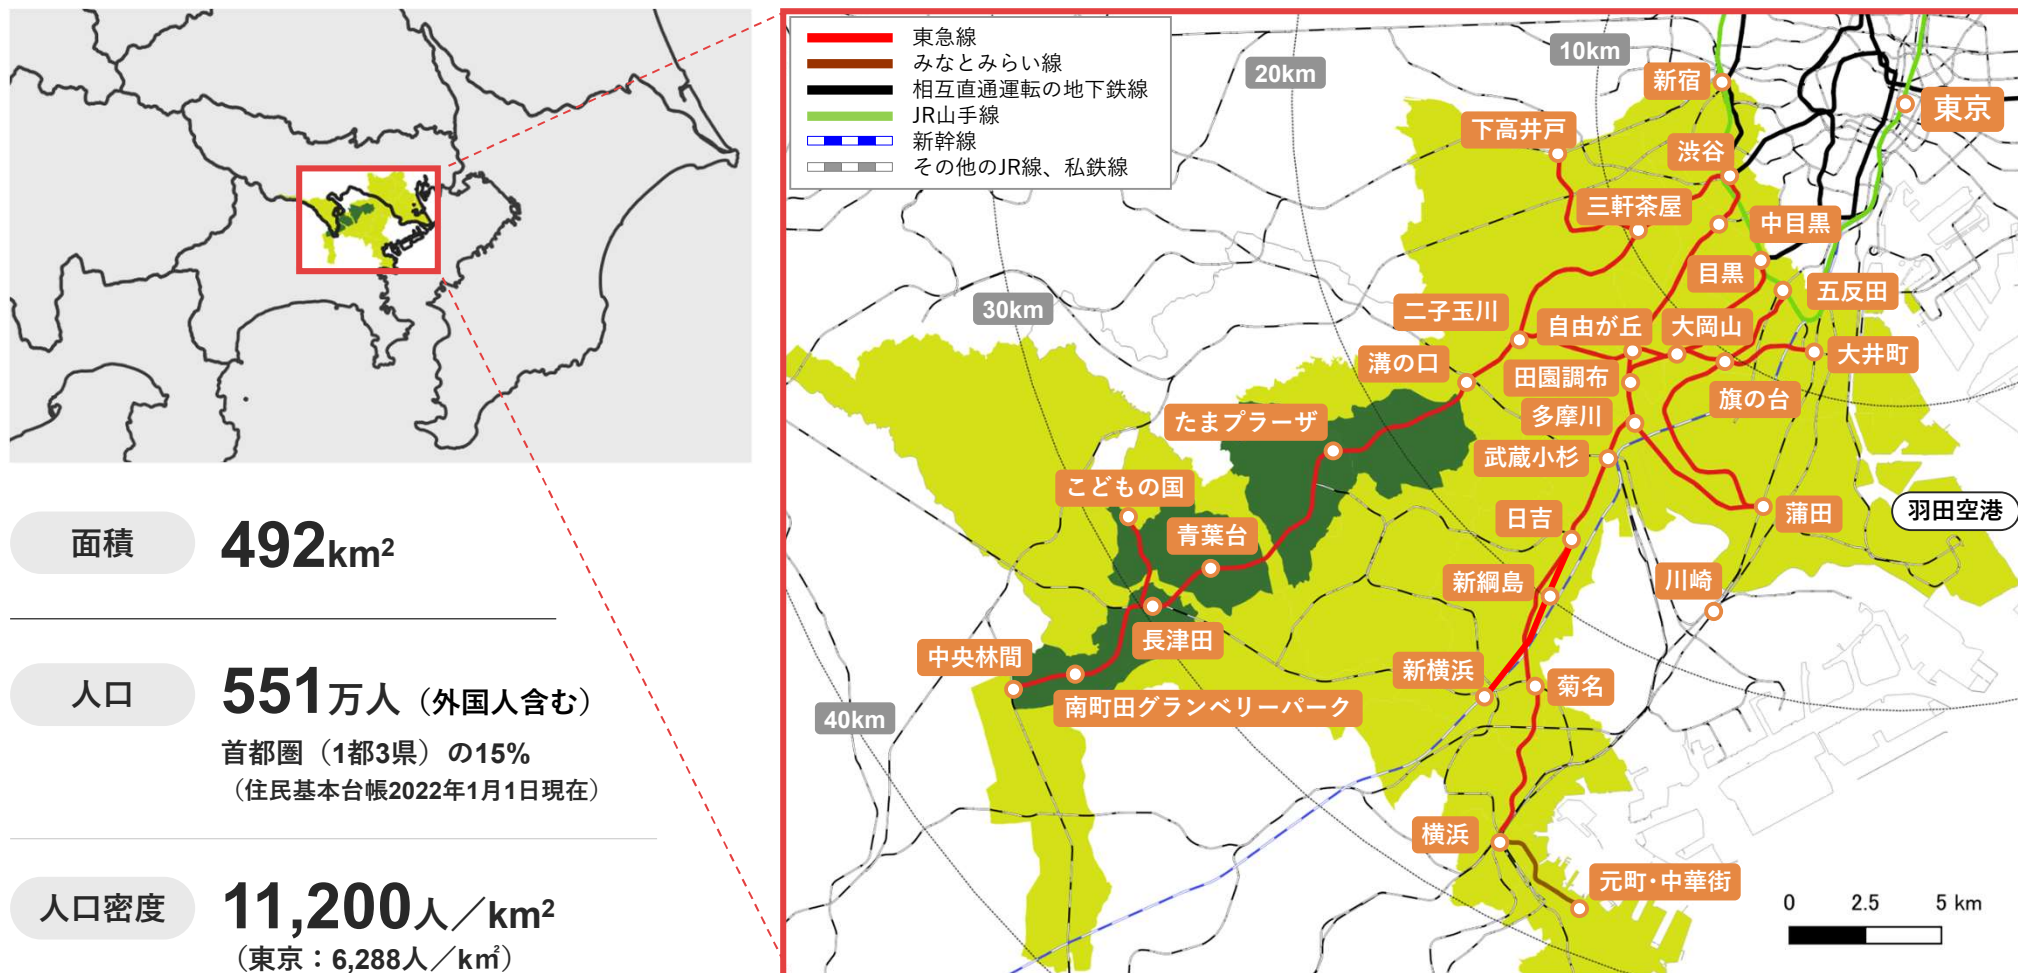 面積
492km²
人口
551万人（外国人含む）
首都圏（1都3県）の15%
（住民基本台帳2022年1月1日現在）
人口密度
11,200人／km²
（東京：6,288人／k㎡）
東急線
みなとみらい線
相互直通運転の地下鉄線
JR山手線
新幹線
その他のJR線、私鉄線
10km
20km
30km
40km
新宿
東京
下高井戸
渋谷
三軒茶屋
中目黒
目黒
五反田
二子玉川
自由が丘
大岡山
大井町
溝の口
田園調布
旗の台
たまプラーザ
多摩川
武蔵小杉
こどもの国
日吉
蒲田
羽田空港
青葉台
新綱島
川崎
長津田
中央林間
新横浜
菊名
南町田グランベリーパーク
横浜
元町・中華街
0 2.5 5 km